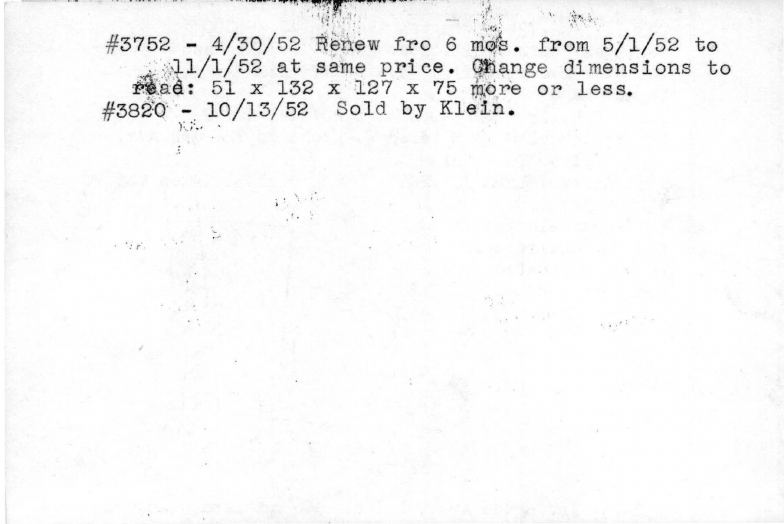 #3752 - 4/30/52 Renew fro 6 mos. from 5/1/52 to
11/1/52 at same price. Change dimensions to
read: 51 x 132 x 127 x 75 more or less.
#3820 - 10/13/52 Sold by Klein.